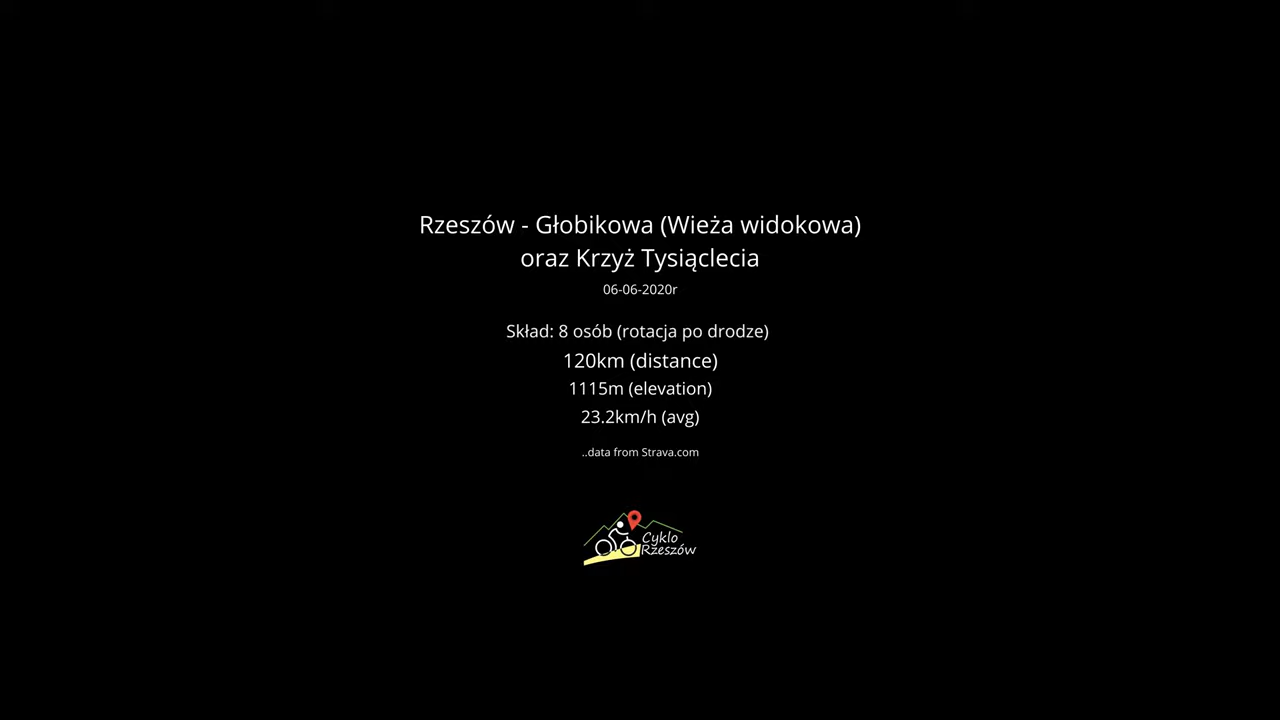 Rzeszów - Głobikowa (Wieża widokowa)
oraz Krzyż Tysiąclecia
06-06-2020r
Skład: 8 osób (rotacja po drodze)
120km (distance)
1115m (elevation)
23.2km/h (avg)
..data from Strava.com
Cyklo
Rzeszów